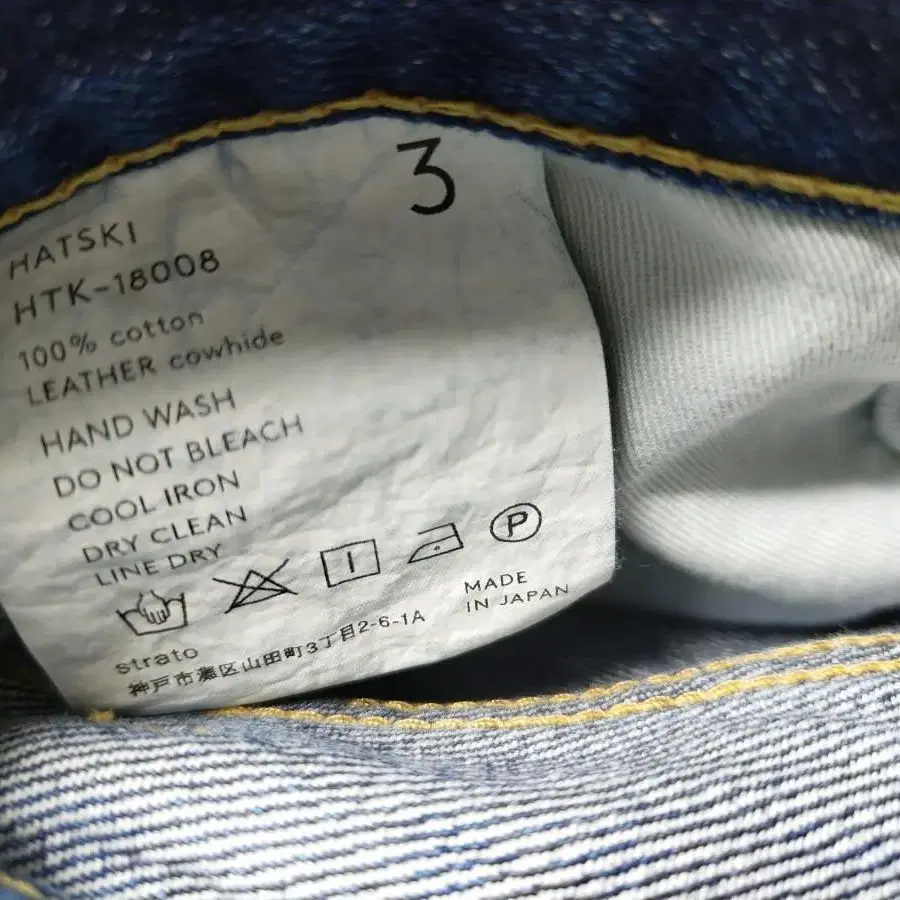 3
HATSKI
HTK-18008
100% cotton
LEATHER cowhide
HAND WASH
DO NOT BLEACH
COOL IRON
DRY CLEAN
LINE DRY
P
MADE
IN JAPAN
strato
神戸市灘区山田町3丁目2-6-1A